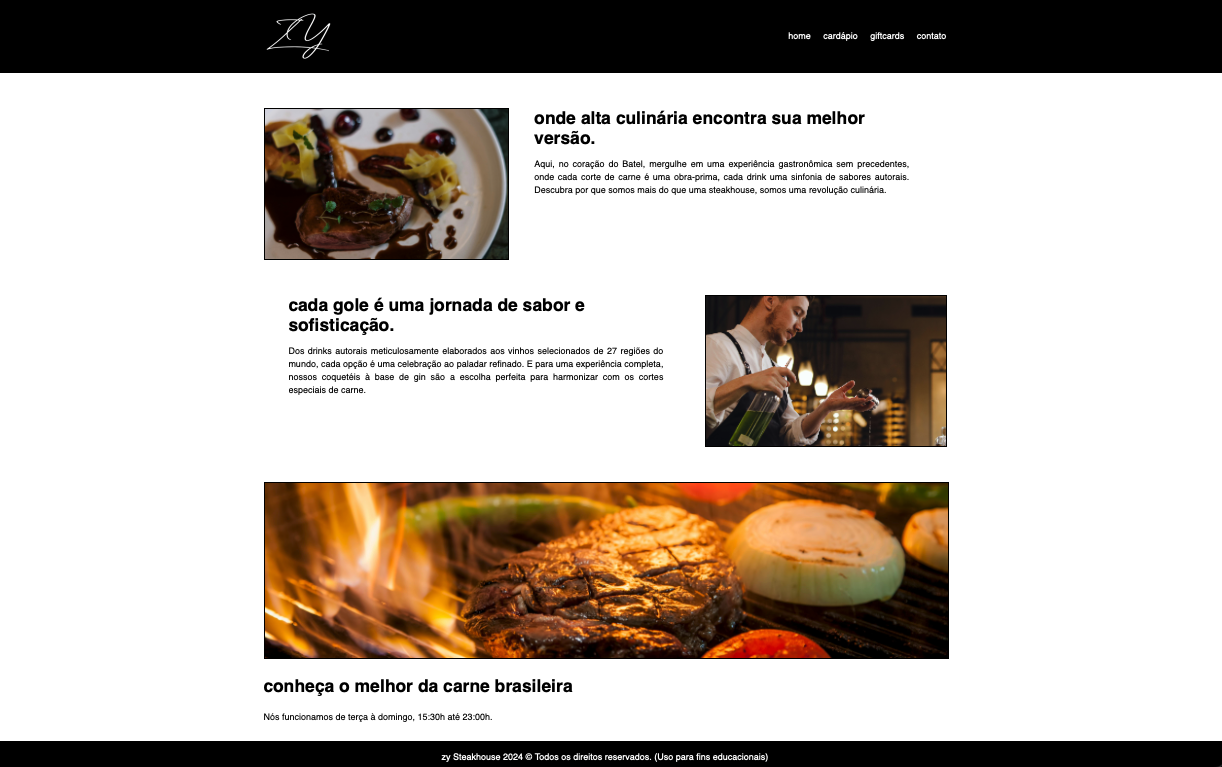 zy
home cardápio giftcards contato
onde alta culinária encontra sua melhor
versão.
Aqui, no coração do Batel, mergulhe em uma experiência gastronômica sem precedentes,
onde cada corte de carne é uma obra-prima, cada drink uma sinfonia de sabores autorais.
Descubra por que somos mais do que uma steakhouse, somos uma revolução culinária.
cada gole é uma jornada de sabor e
sofisticação.
Dos drinks autorais meticulosamente elaborados aos vinhos selecionados de 27 regiões do
mundo, cada opção é uma celebração ao paladar refinado. E para uma experiência completa,
nossos coquetéis à base de gin são a escolha perfeita para harmonizar com os cortes
especiais de carne.
conheça o melhor da carne brasileira
Nós funcionamos de terça à domingo, 15:30h até 23:00h.
zy Steakhouse 2024 © Todos os direitos reservados. (Uso para fins educacionais)